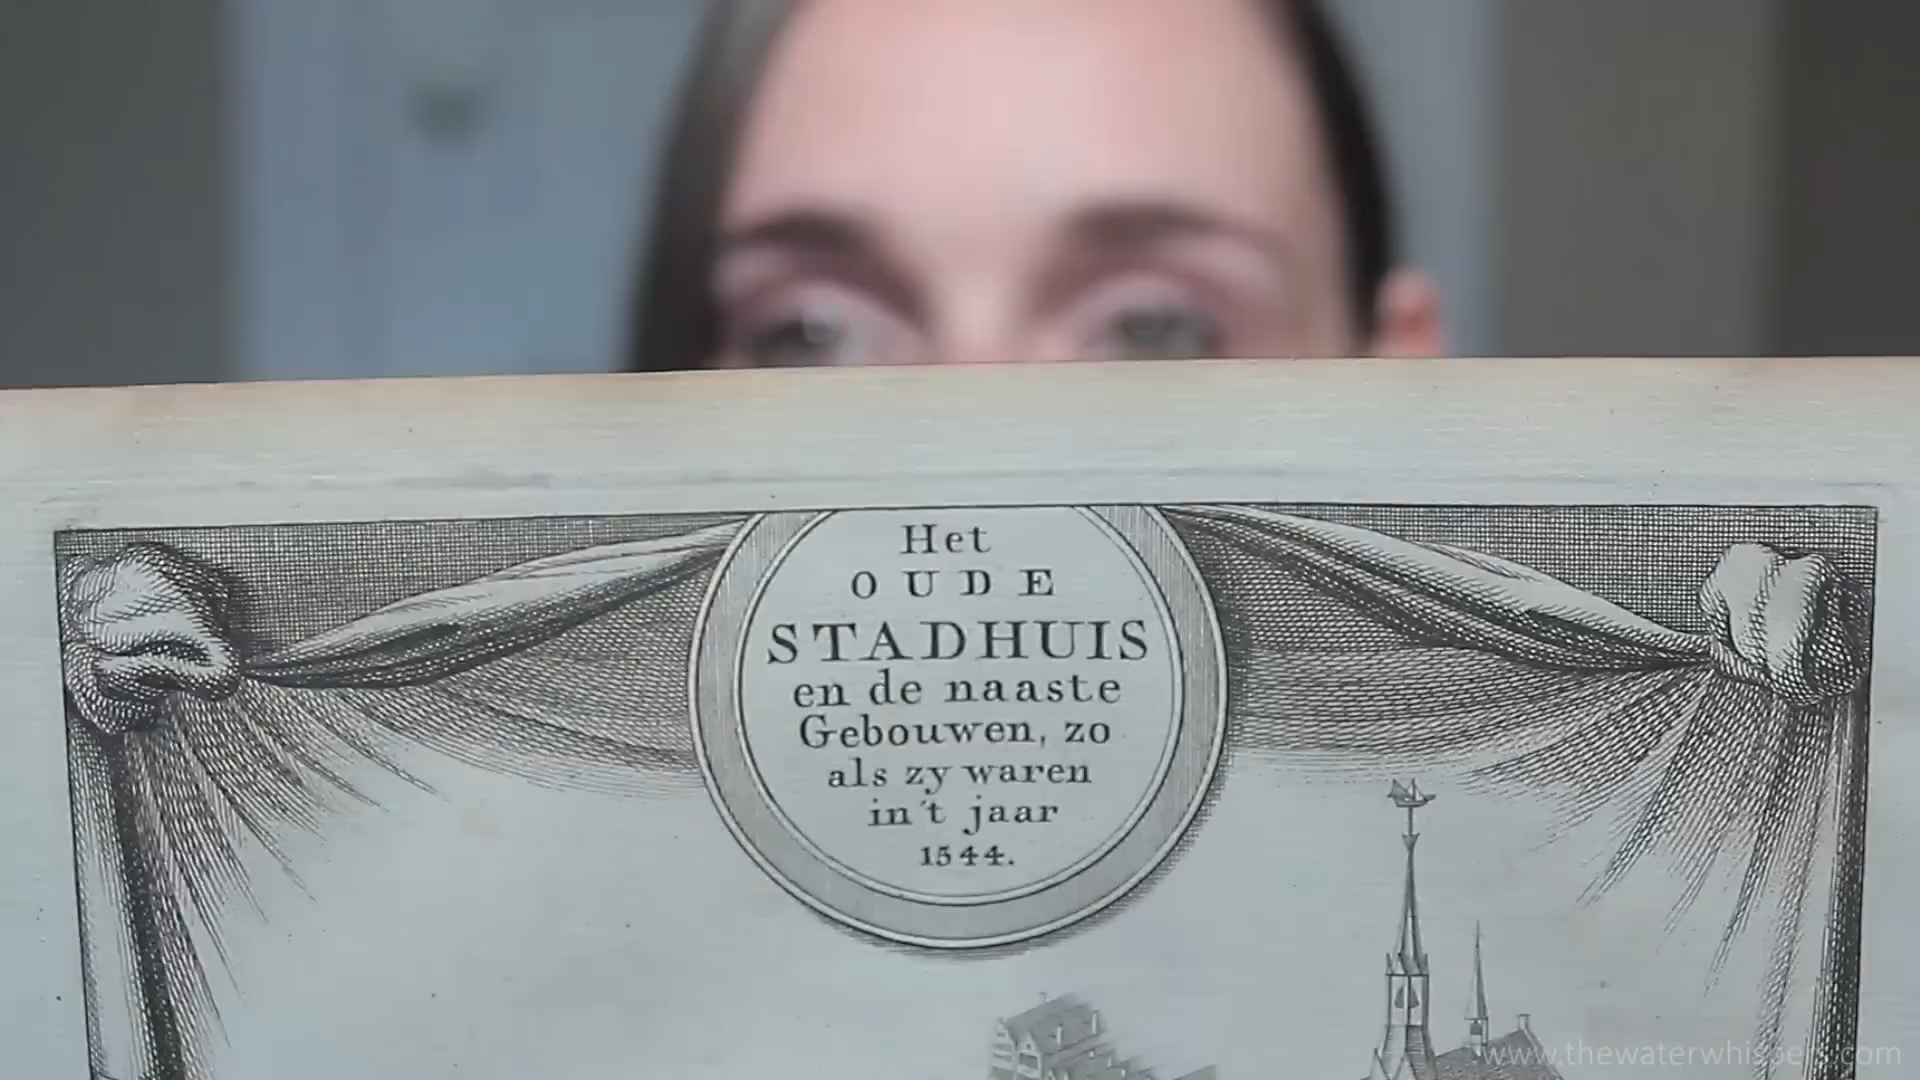 Het
OUDE
STADHUIS
en de naaste
Gebouwen, zo
als zy waren
in't jaar
1544.
www.thewaterwhispers.com